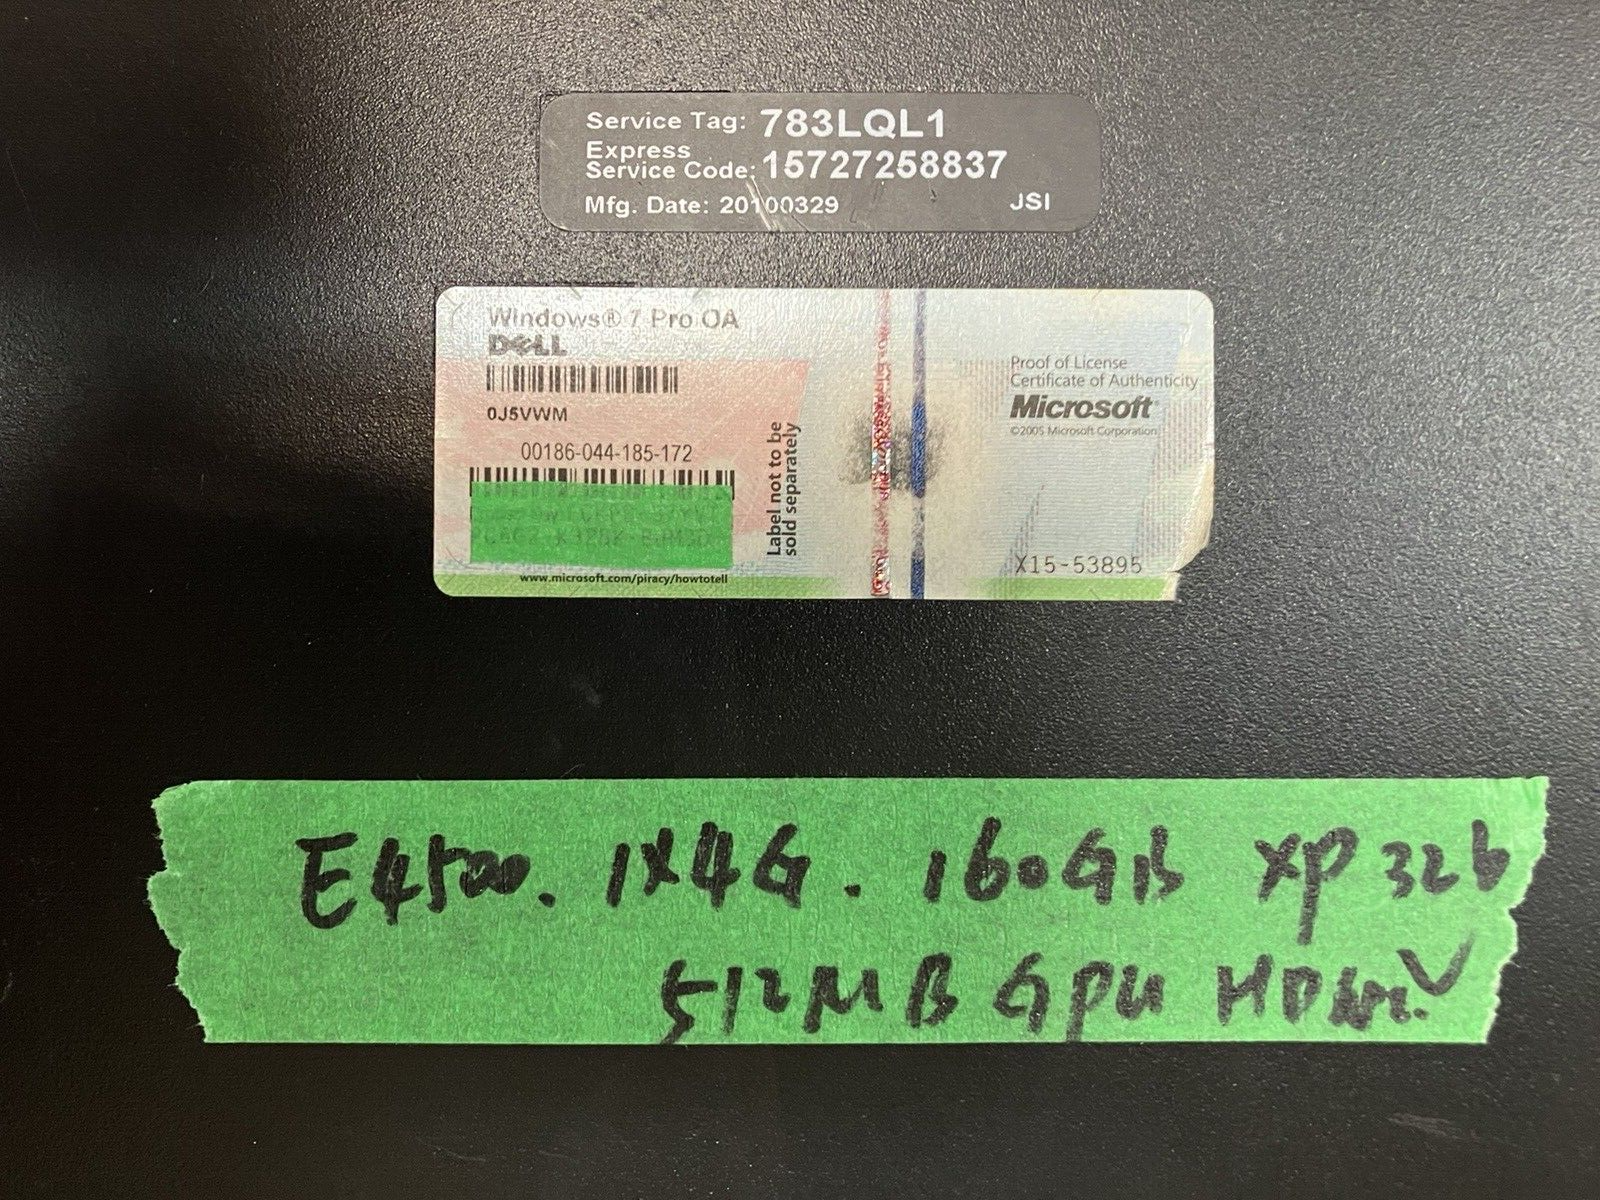 Service Tag: 783LQL1
Express
Service Code: 15727258837
Mfg. Date: 20100329 JSI
Windows® 7 Pro OA
DELL
0J5VWM
00186-044-185-172
Label not to be
sold separately
www.microsoft.com/piracy/howtotell
Proof of License
Certificate of Authenticity
Microsoft
©2005 Microsoft Corporation
X15-53895
E4500. 1X4G. 160GB XP 32b
512MB GPU